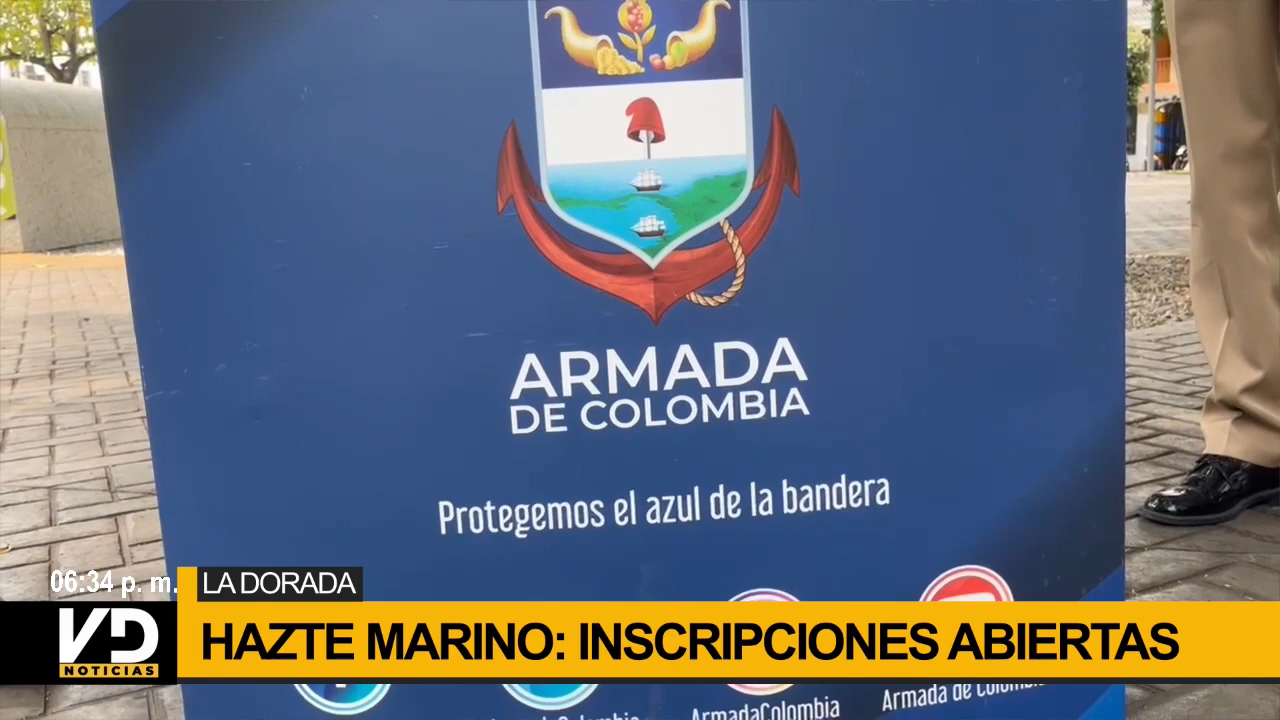 ARMADA
DE COLOMBIA
Protegemos el azul de la bandera
06:34 p. m.
LA DORADA
VD
NOTICIAS
HAZTE MARINO: INSCRIPCIONES ABIERTAS
ArmadaColombia
Armada de Colombia